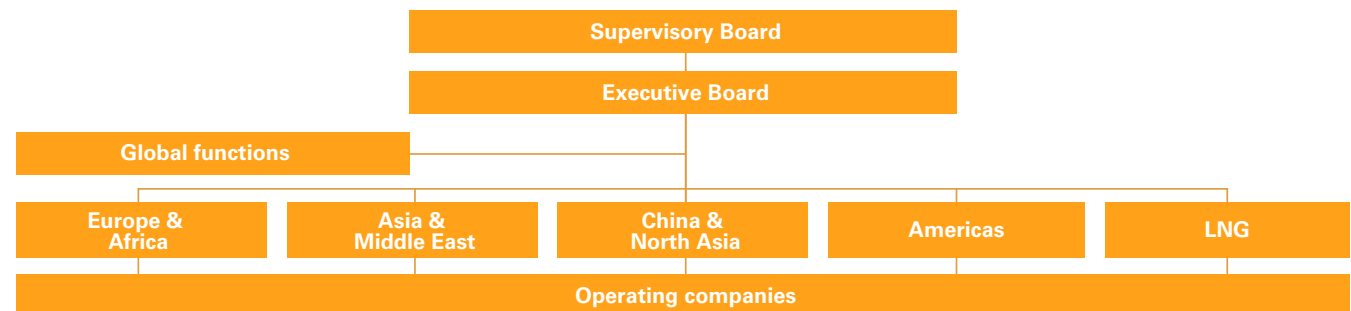 Supervisory Board
Executive Board
Global functions
Europe &
Africa
Asia &
Middle East
China &
North Asia
Americas
LNG
Operating companies